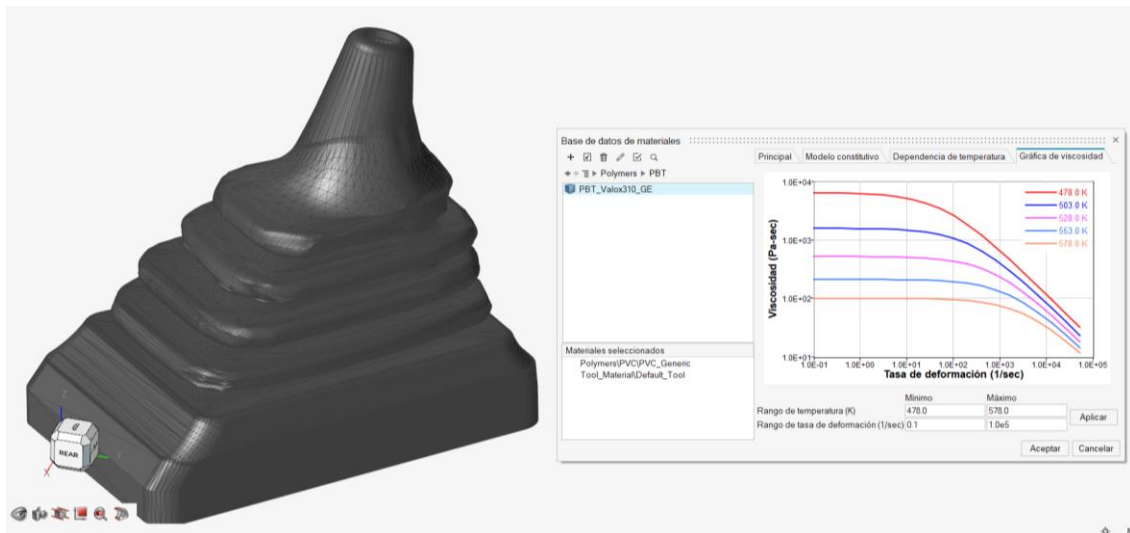 Base de datos de materiales
Principal Modelo constitutivo Dependencia de temperatura Gráfica de viscosidad
Polymers PBT
PBT_Valox310_GE
1.0E+04
478.0 K
503.0 K
528.0 K
553.0 K
578.0 K
1.0E+03
Viscosidad (Pa-sec)
1.0E+02
1.0E+01
1.0E-01 1.0E+00 1.0E+01 1.0E+02 1.0E+03 1.0E+04 1.0E+05
Tasa de deformación (1/sec)
Materiales seleccionados
Polymers\PVC\PVC_Generic
Tool_Material\Default_Tool
Mínimo Máximo
Rango de temperatura (K) 478.0 578.0
Rango de tasa de deformación (1/sec) 0.1 1.0e5
Aplicar
Aceptar Cancelar
Z
REAR
X
Y